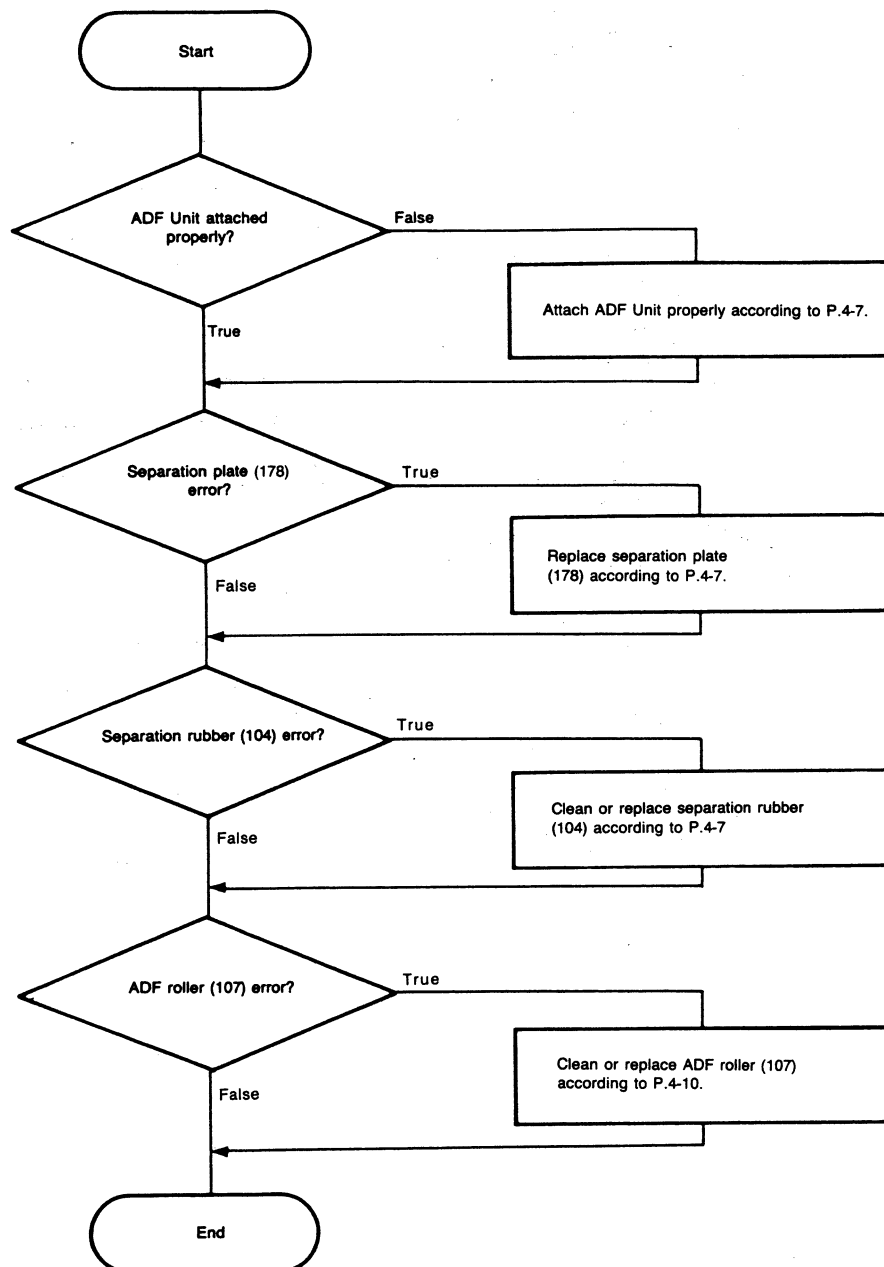 Start
ADF Unit attached
properly?
False
Attach ADF Unit properly according to P.4-7.
True
Separation plate (178)
error?
True
Replace separation plate
(178) according to P.4-7.
False
Separation rubber (104) error?
True
Clean or replace separation rubber
(104) according to P.4-7
False
ADF roller (107) error?
True
Clean or replace ADF roller (107)
according to P.4-10.
False
End